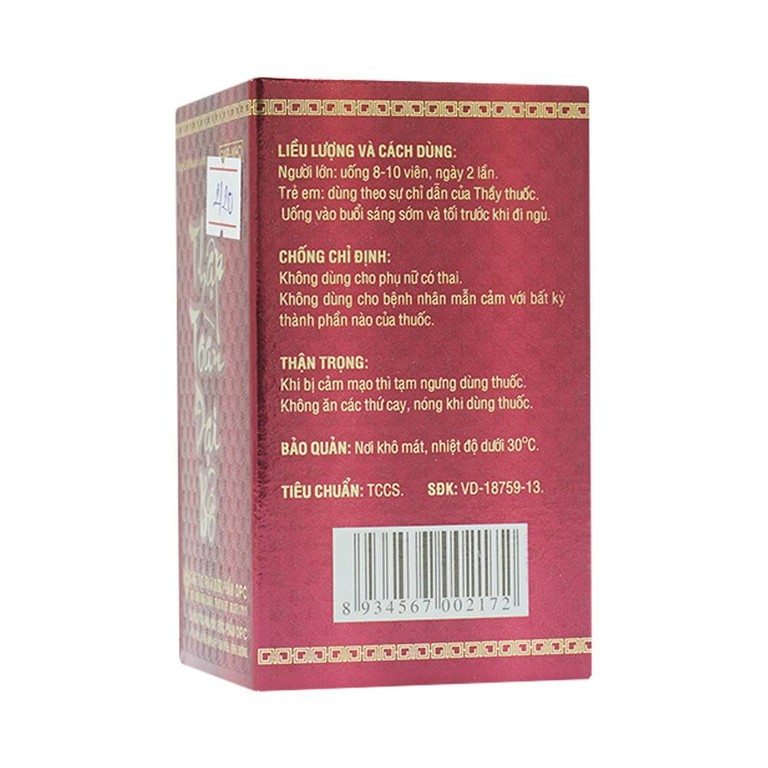 LIỀU LƯỢNG VÀ CÁCH DÙNG:
Người lớn: uống 8-10 viên, ngày 2 lần.
Trẻ em: dùng theo sự chỉ dẫn của Thầy thuốc.
Uống vào buổi sáng sớm và tối trước khi đi ngủ.
CHỐNG CHỈ ĐỊNH:
Không dùng cho phụ nữ có thai.
Không dùng cho bệnh nhân mẫn cảm với bất kỳ
thành phần nào của thuốc.
THẬN TRỌNG:
Khi bị cảm mạo thì tạm ngưng dùng thuốc.
Không ăn các thứ cay, nóng khi dùng thuốc.
BẢO QUẢN: Nơi khô mát, nhiệt độ dưới 30°C.
TIÊU CHUẨN: TCCS. SĐK: VD-18759-13.
8 934567 002172
Thập
Toàn
Đại
Bổ